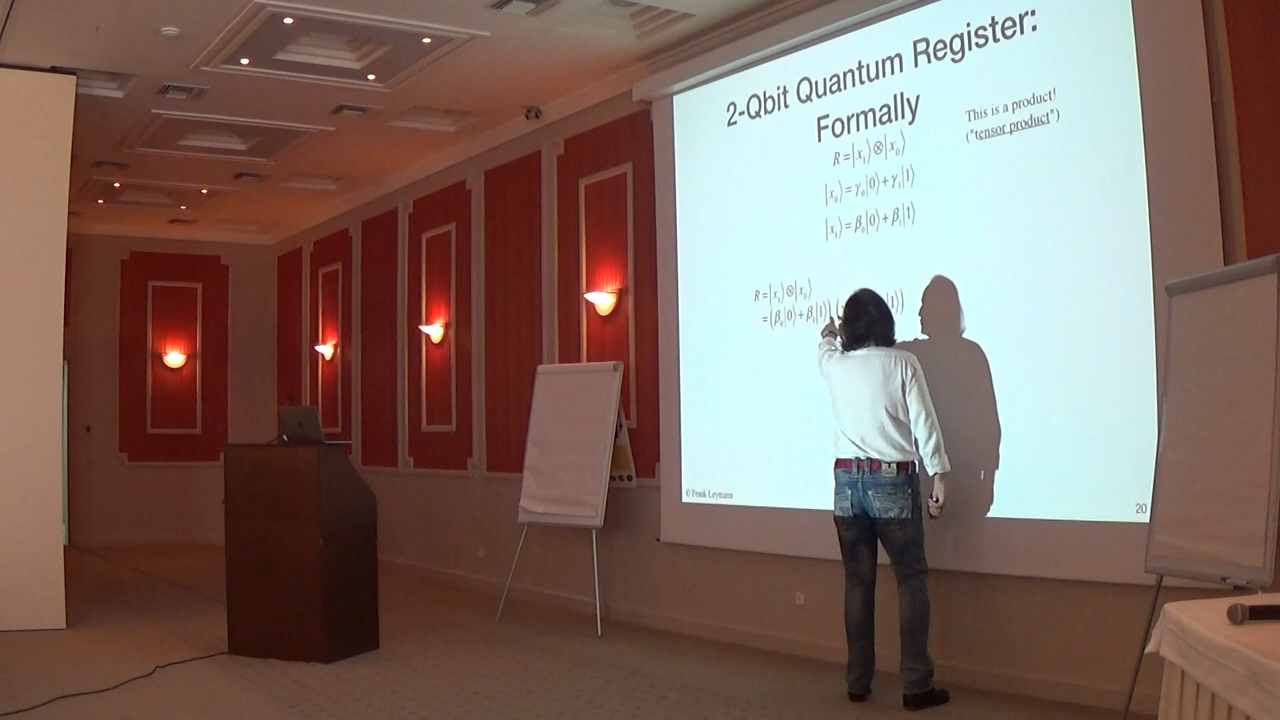 2-Qbit Quantum Register:
Formally
This is a product!
("tensor product")
R=|x₁⟩⊗|x₀⟩
|x₀⟩=γ₀|0⟩+γ₁|1⟩
|x₁⟩=β₀|0⟩+β₁|1⟩
R=|x₁⟩⊗|x₀⟩
=(β₀|0⟩+β₁|1⟩)(
|1⟩)
© Frank Leymann
20